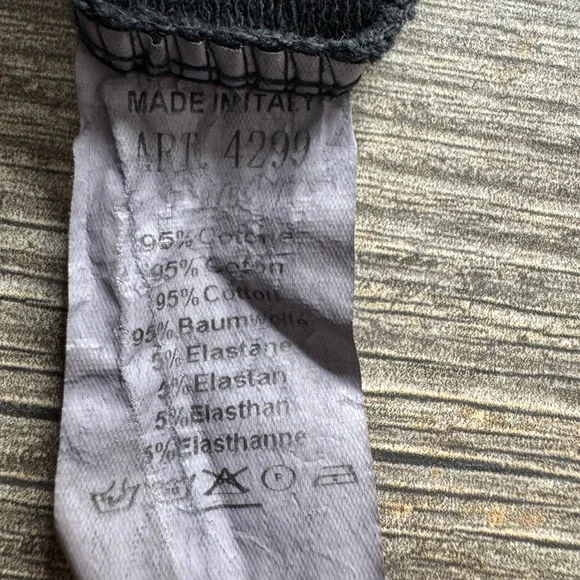 MADE IN ITALY
ART. 4299
95% Cotone
95% Coton
95% Cotton
95% Baumwolle
5% Elastane
5% Elastan
5% Elasthan
5% Elasthanne
P